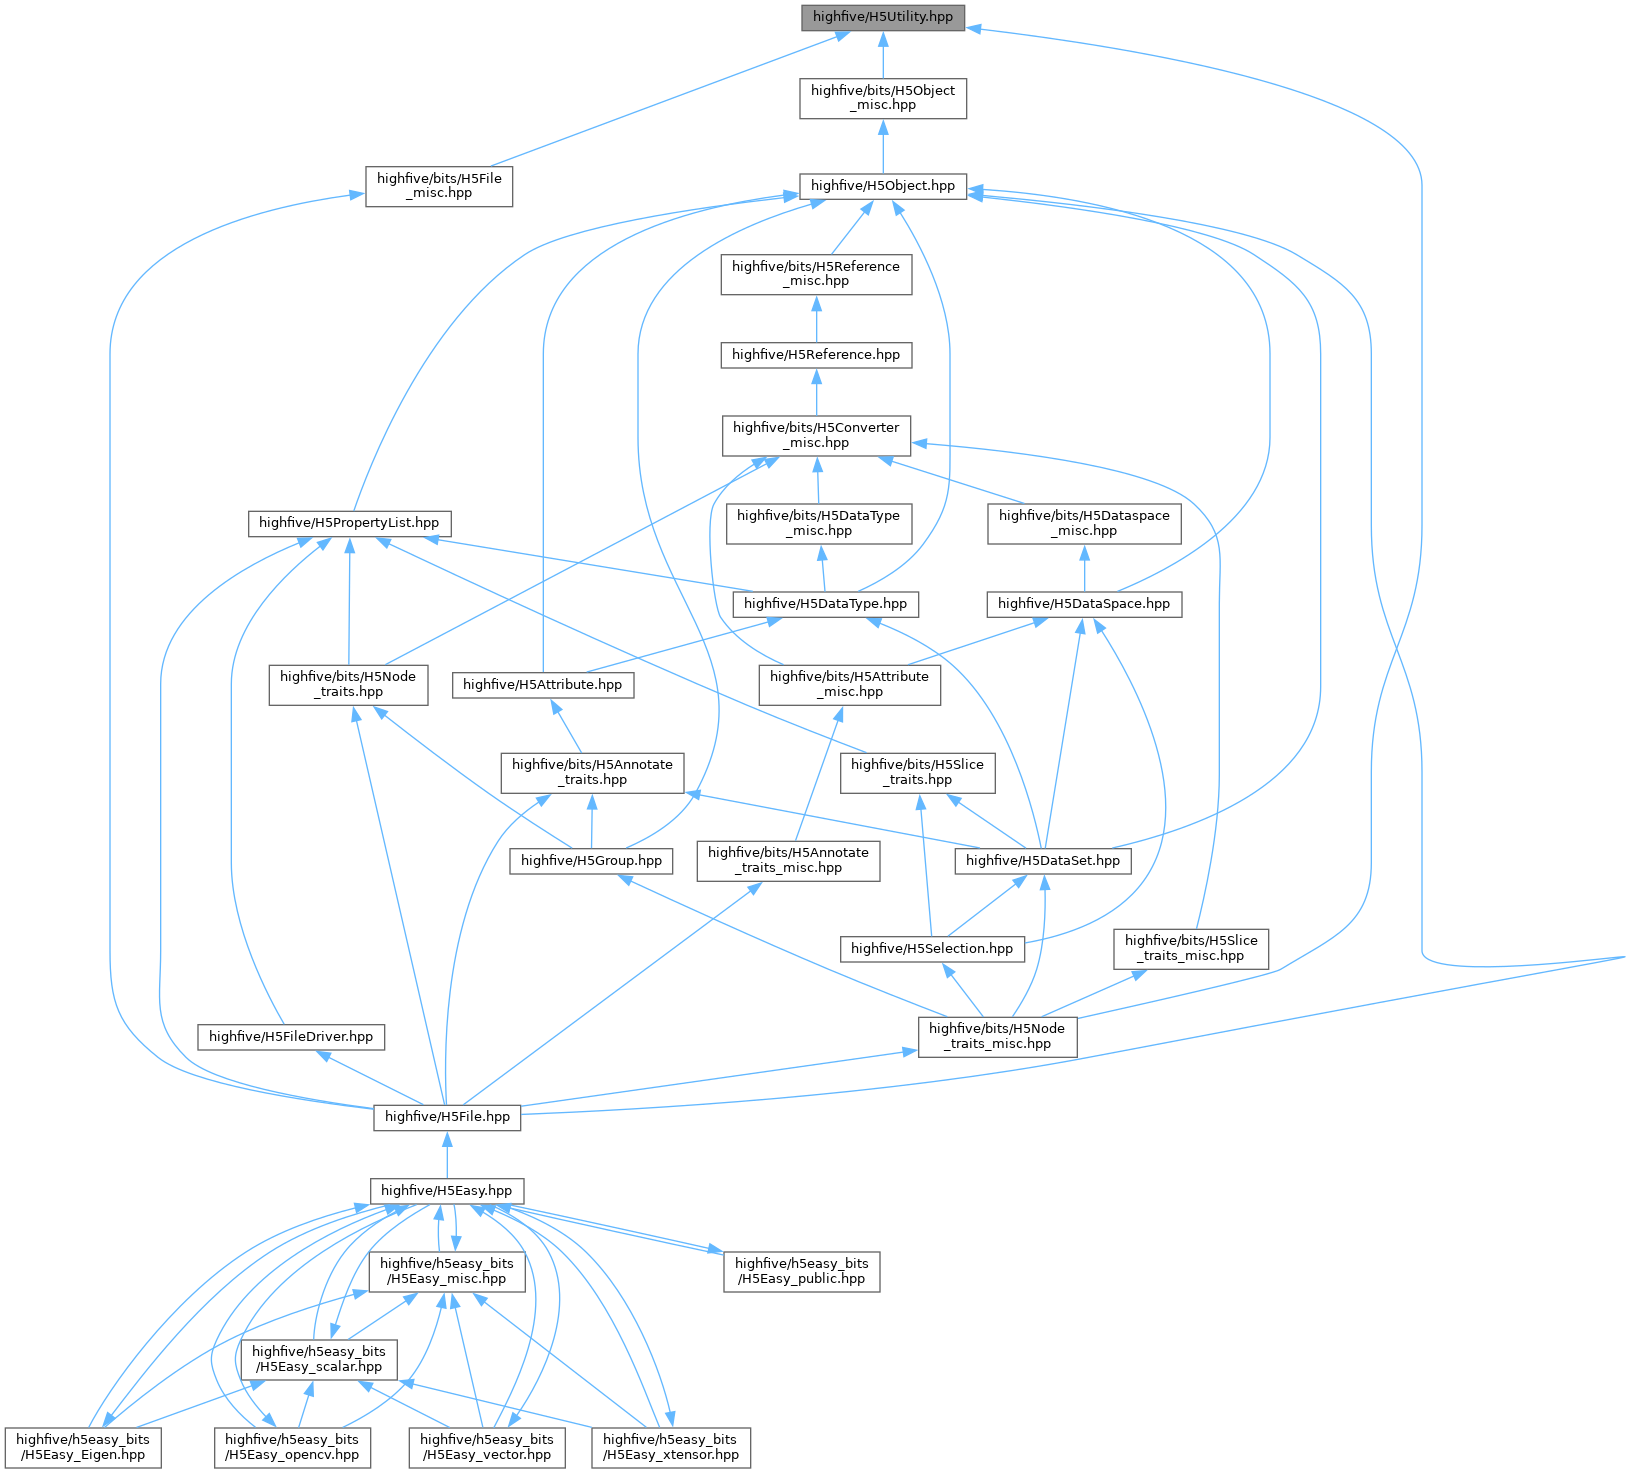 highfive/H5Utility.hpp
highfive/bits/H5Object
_misc.hpp
highfive/bits/H5File
_misc.hpp
highfive/H5Object.hpp
highfive/bits/H5Reference
_misc.hpp
highfive/H5Reference.hpp
highfive/bits/H5Converter
_misc.hpp
highfive/H5PropertyList.hpp
highfive/bits/H5DataType
_misc.hpp
highfive/bits/H5Dataspace
_misc.hpp
highfive/H5DataType.hpp
highfive/H5DataSpace.hpp
highfive/bits/H5Node
_traits.hpp
highfive/H5Attribute.hpp
highfive/bits/H5Attribute
_misc.hpp
highfive/bits/H5Annotate
_traits.hpp
highfive/bits/H5Slice
_traits.hpp
highfive/H5Group.hpp
highfive/bits/H5Annotate
_traits_misc.hpp
highfive/H5DataSet.hpp
highfive/H5Selection.hpp
highfive/bits/H5Slice
_traits_misc.hpp
highfive/H5FileDriver.hpp
highfive/bits/H5Node
_traits_misc.hpp
highfive/H5File.hpp
highfive/H5Easy.hpp
highfive/h5easy_bits
/H5Easy_misc.hpp
highfive/h5easy_bits
/H5Easy_public.hpp
highfive/h5easy_bits
/H5Easy_scalar.hpp
highfive/h5easy_bits
/H5Easy_Eigen.hpp
highfive/h5easy_bits
/H5Easy_opencv.hpp
highfive/h5easy_bits
/H5Easy_vector.hpp
highfive/h5easy_bits
/H5Easy_xtensor.hpp